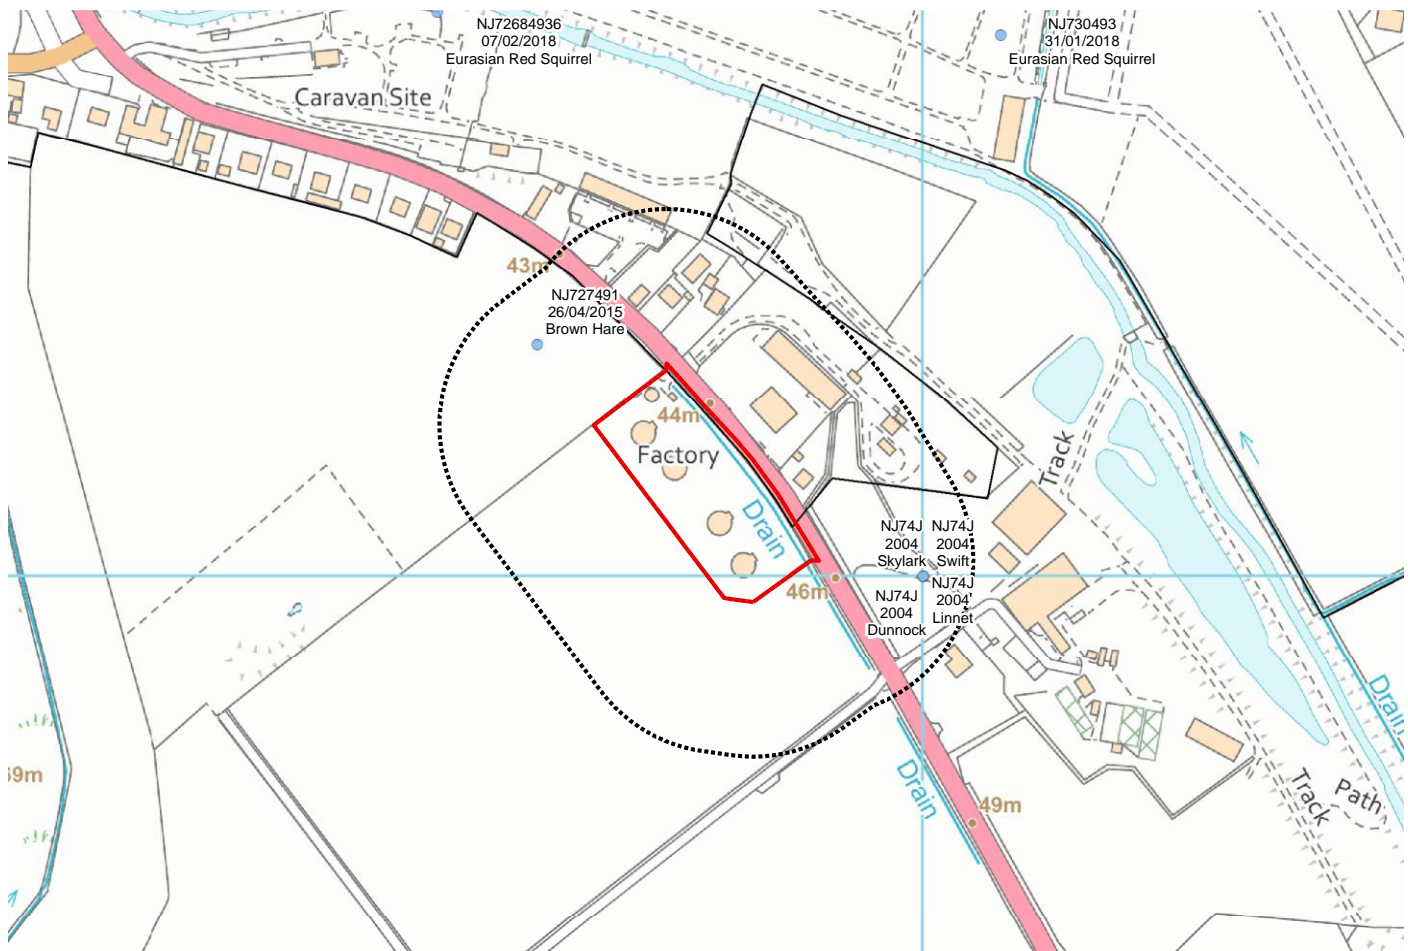 NJ72684936
07/02/2018
Eurasian Red Squirrel
NJ730493
31/01/2018
Eurasian Red Squirrel
Caravan Site
43m
NJ727491
26/04/2015
Brown Hare
44m
Factory
Track
Drain
NJ74J
2004
Skylark
NJ74J
2004
Swift
46m
NJ74J
2004
Dunnock
NJ74J
2004
Linnet
Drain
69m
Drain
Track
Path
49m